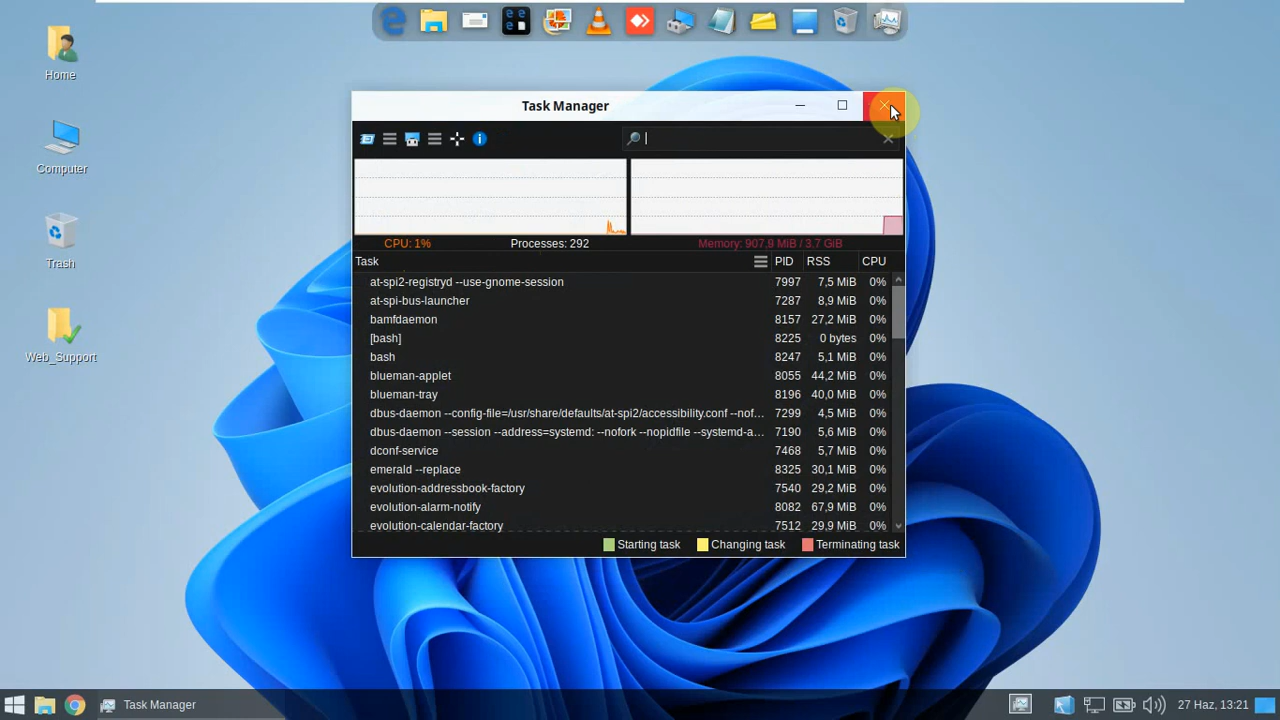 Home
Computer
Trash
Web_Support
Task Manager
CPU: 1%
Processes: 292
Memory: 907,9 MiB / 3,7 GiB
Task PID RSS CPU
at-spi2-registryd --use-gnome-session 7997 7,5 MiB 0%
at-spi-bus-launcher 7287 8,9 MiB 0%
bamfdaemon 8157 27,2 MiB 0%
[bash] 8225 0 bytes 0%
bash 8247 5,1 MiB 0%
blueman-applet 8055 44,2 MiB 0%
blueman-tray 8196 40,0 MiB 0%
dbus-daemon --config-file=/usr/share/defaults/at-spi2/accessibility.conf --nof... 7299 4,5 MiB 0%
dbus-daemon --session --address=systemd: --nofork --nopidfile --systemd-a... 7190 5,6 MiB 0%
dconf-service 7468 5,7 MiB 0%
emerald --replace 8325 30,1 MiB 0%
evolution-addressbook-factory 7540 29,2 MiB 0%
evolution-alarm-notify 8082 67,9 MiB 0%
evolution-calendar-factory 7512 29,9 MiB 0%
Starting task Changing task Terminating task
Task Manager
27 Haz, 13:21